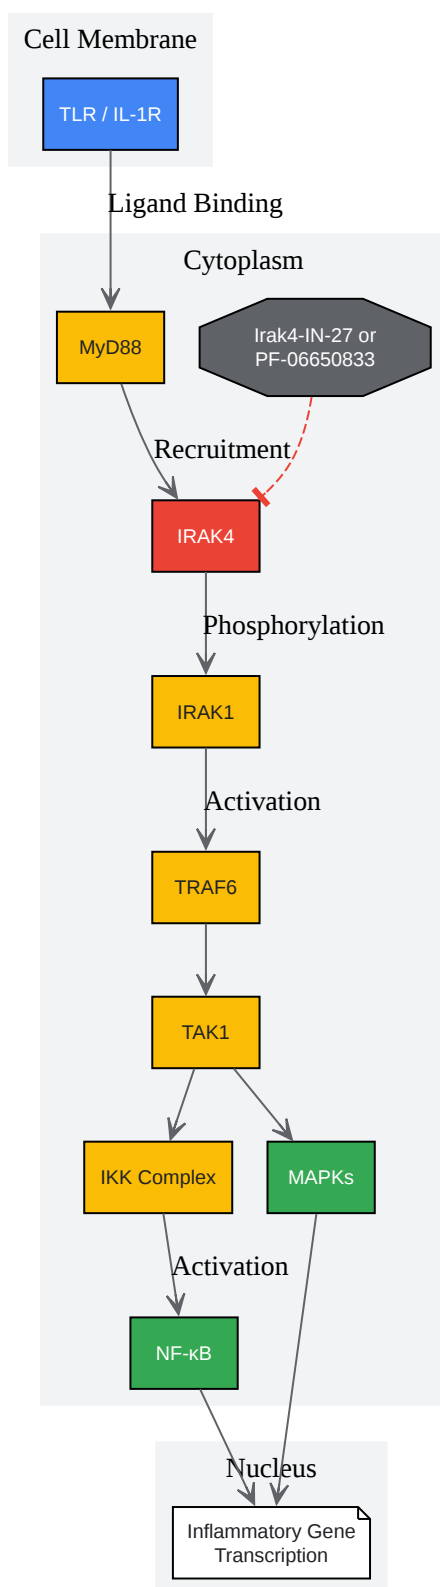 Cell Membrane
TLR / IL-1R
Ligand Binding
Cytoplasm
MyD88
Irak4-IN-27 or
PF-06650833
Recruitment
IRAK4
Phosphorylation
IRAK1
Activation
TRAF6
TAK1
IKK Complex
MAPKs
Activation
NF-κB
Nucleus
Inflammatory Gene
Transcription